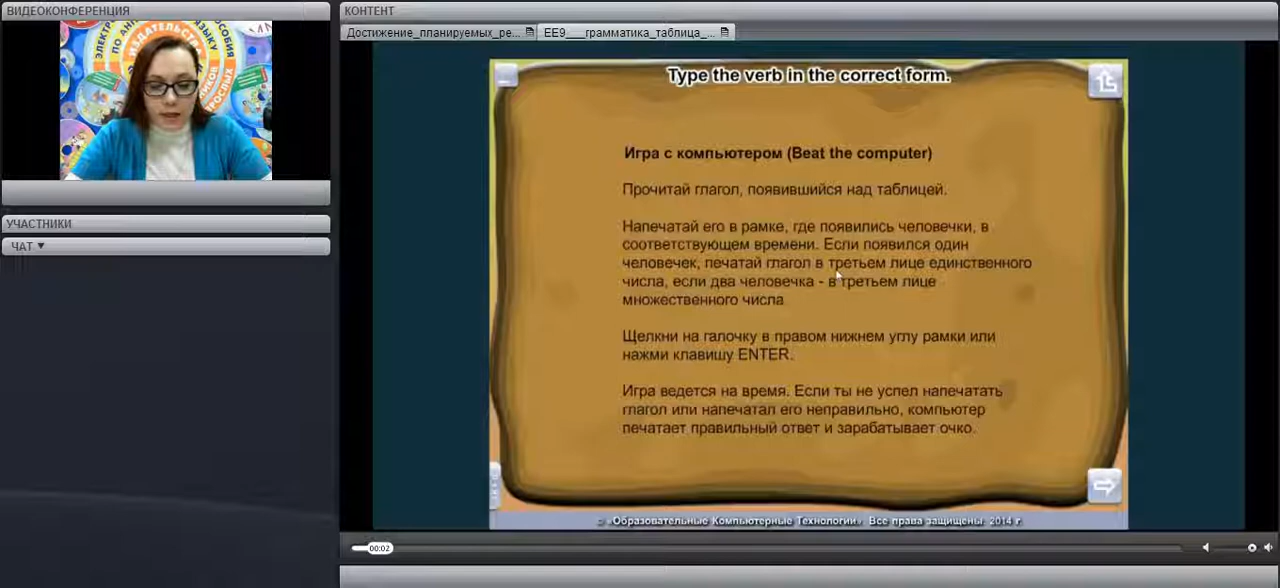 ВИДЕОКОНФЕРЕНЦИЯ
КОНТЕНТ
Достижение_планируемых_ре...
EE9___грамматика_таблица_...
ИЗДАТЕЛЬСТВО
Type the verb in the correct form.
Игра с компьютером (Beat the computer)
Прочитай глагол, появившийся над таблицей.
Напечатай его в рамке, где появились человечки, в
соответствующем времени. Если появился один
человечек, печатай глагол в третьем лице единственного
числа, если два человечка - в третьем лице
множественного числа
Щелкни на галочку в правом нижнем углу рамки или
нажми клавишу ENTER.
Игра ведется на время. Если ты не успел напечатать
глагол или напечатал его неправильно, компьютер
печатает правильный ответ и зарабатывает очко.
© «Образовательные Компьютерные Технологии». Все права защищены. 2014 г
УЧАСТНИКИ
ЧАТ ▼
00:02